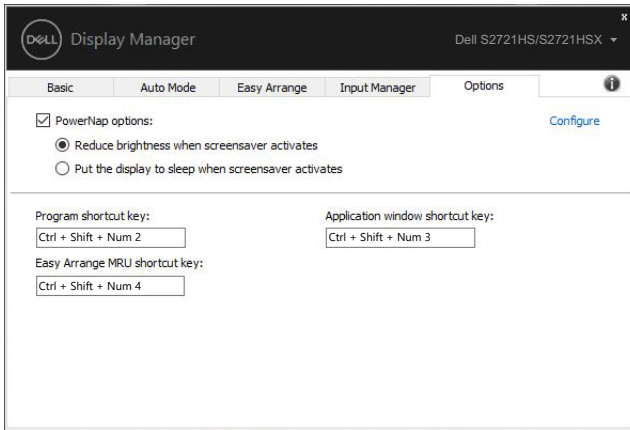 x
DELL Display Manager
Dell S2721HS/S2721HSX
Basic Auto Mode Easy Arrange Input Manager Options i
PowerNap options: Configure
Reduce brightness when screensaver activates
Put the display to sleep when screensaver activates
Program shortcut key: Application window shortcut key:
Ctrl + Shift + Num 2 Ctrl + Shift + Num 3
Easy Arrange MRU shortcut key:
Ctrl + Shift + Num 4